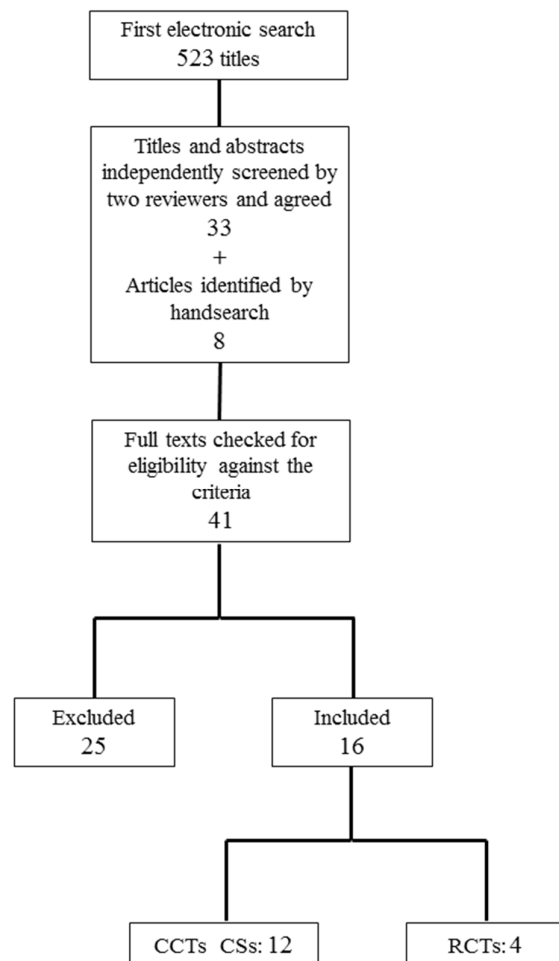 First electronic search
523 titles
Titles and abstracts
independently screened by
two reviewers and agreed
33
+
Articles identified by
handsearch
8
Full texts checked for
eligibility against the
criteria
41
Excluded
25
Included
16
CCTs CSs: 12
RCTs: 4